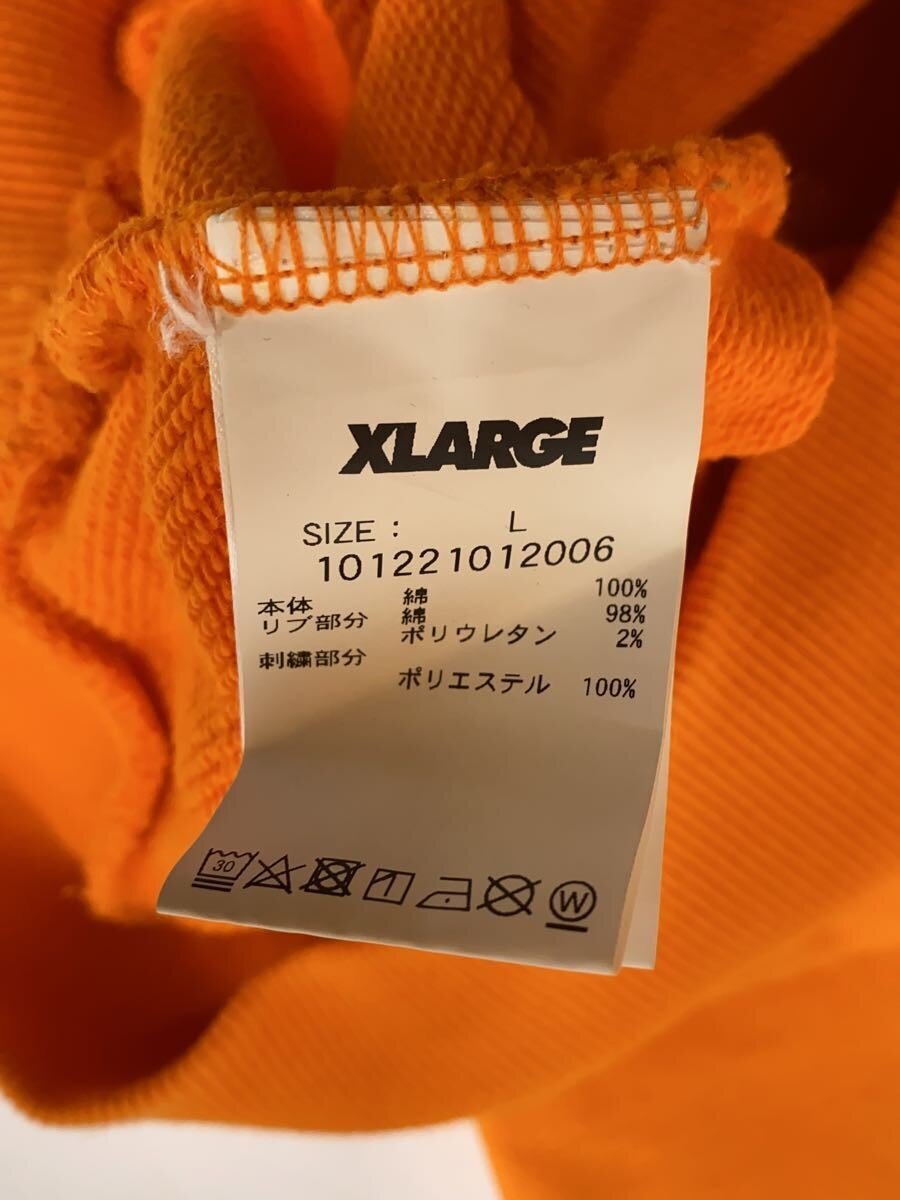 XLARGE
SIZE : L
101221012006
本体 綿 100%
リブ部分 綿 98%
ポリウレタン 2%
刺繍部分
ポリエステル 100%
30
W